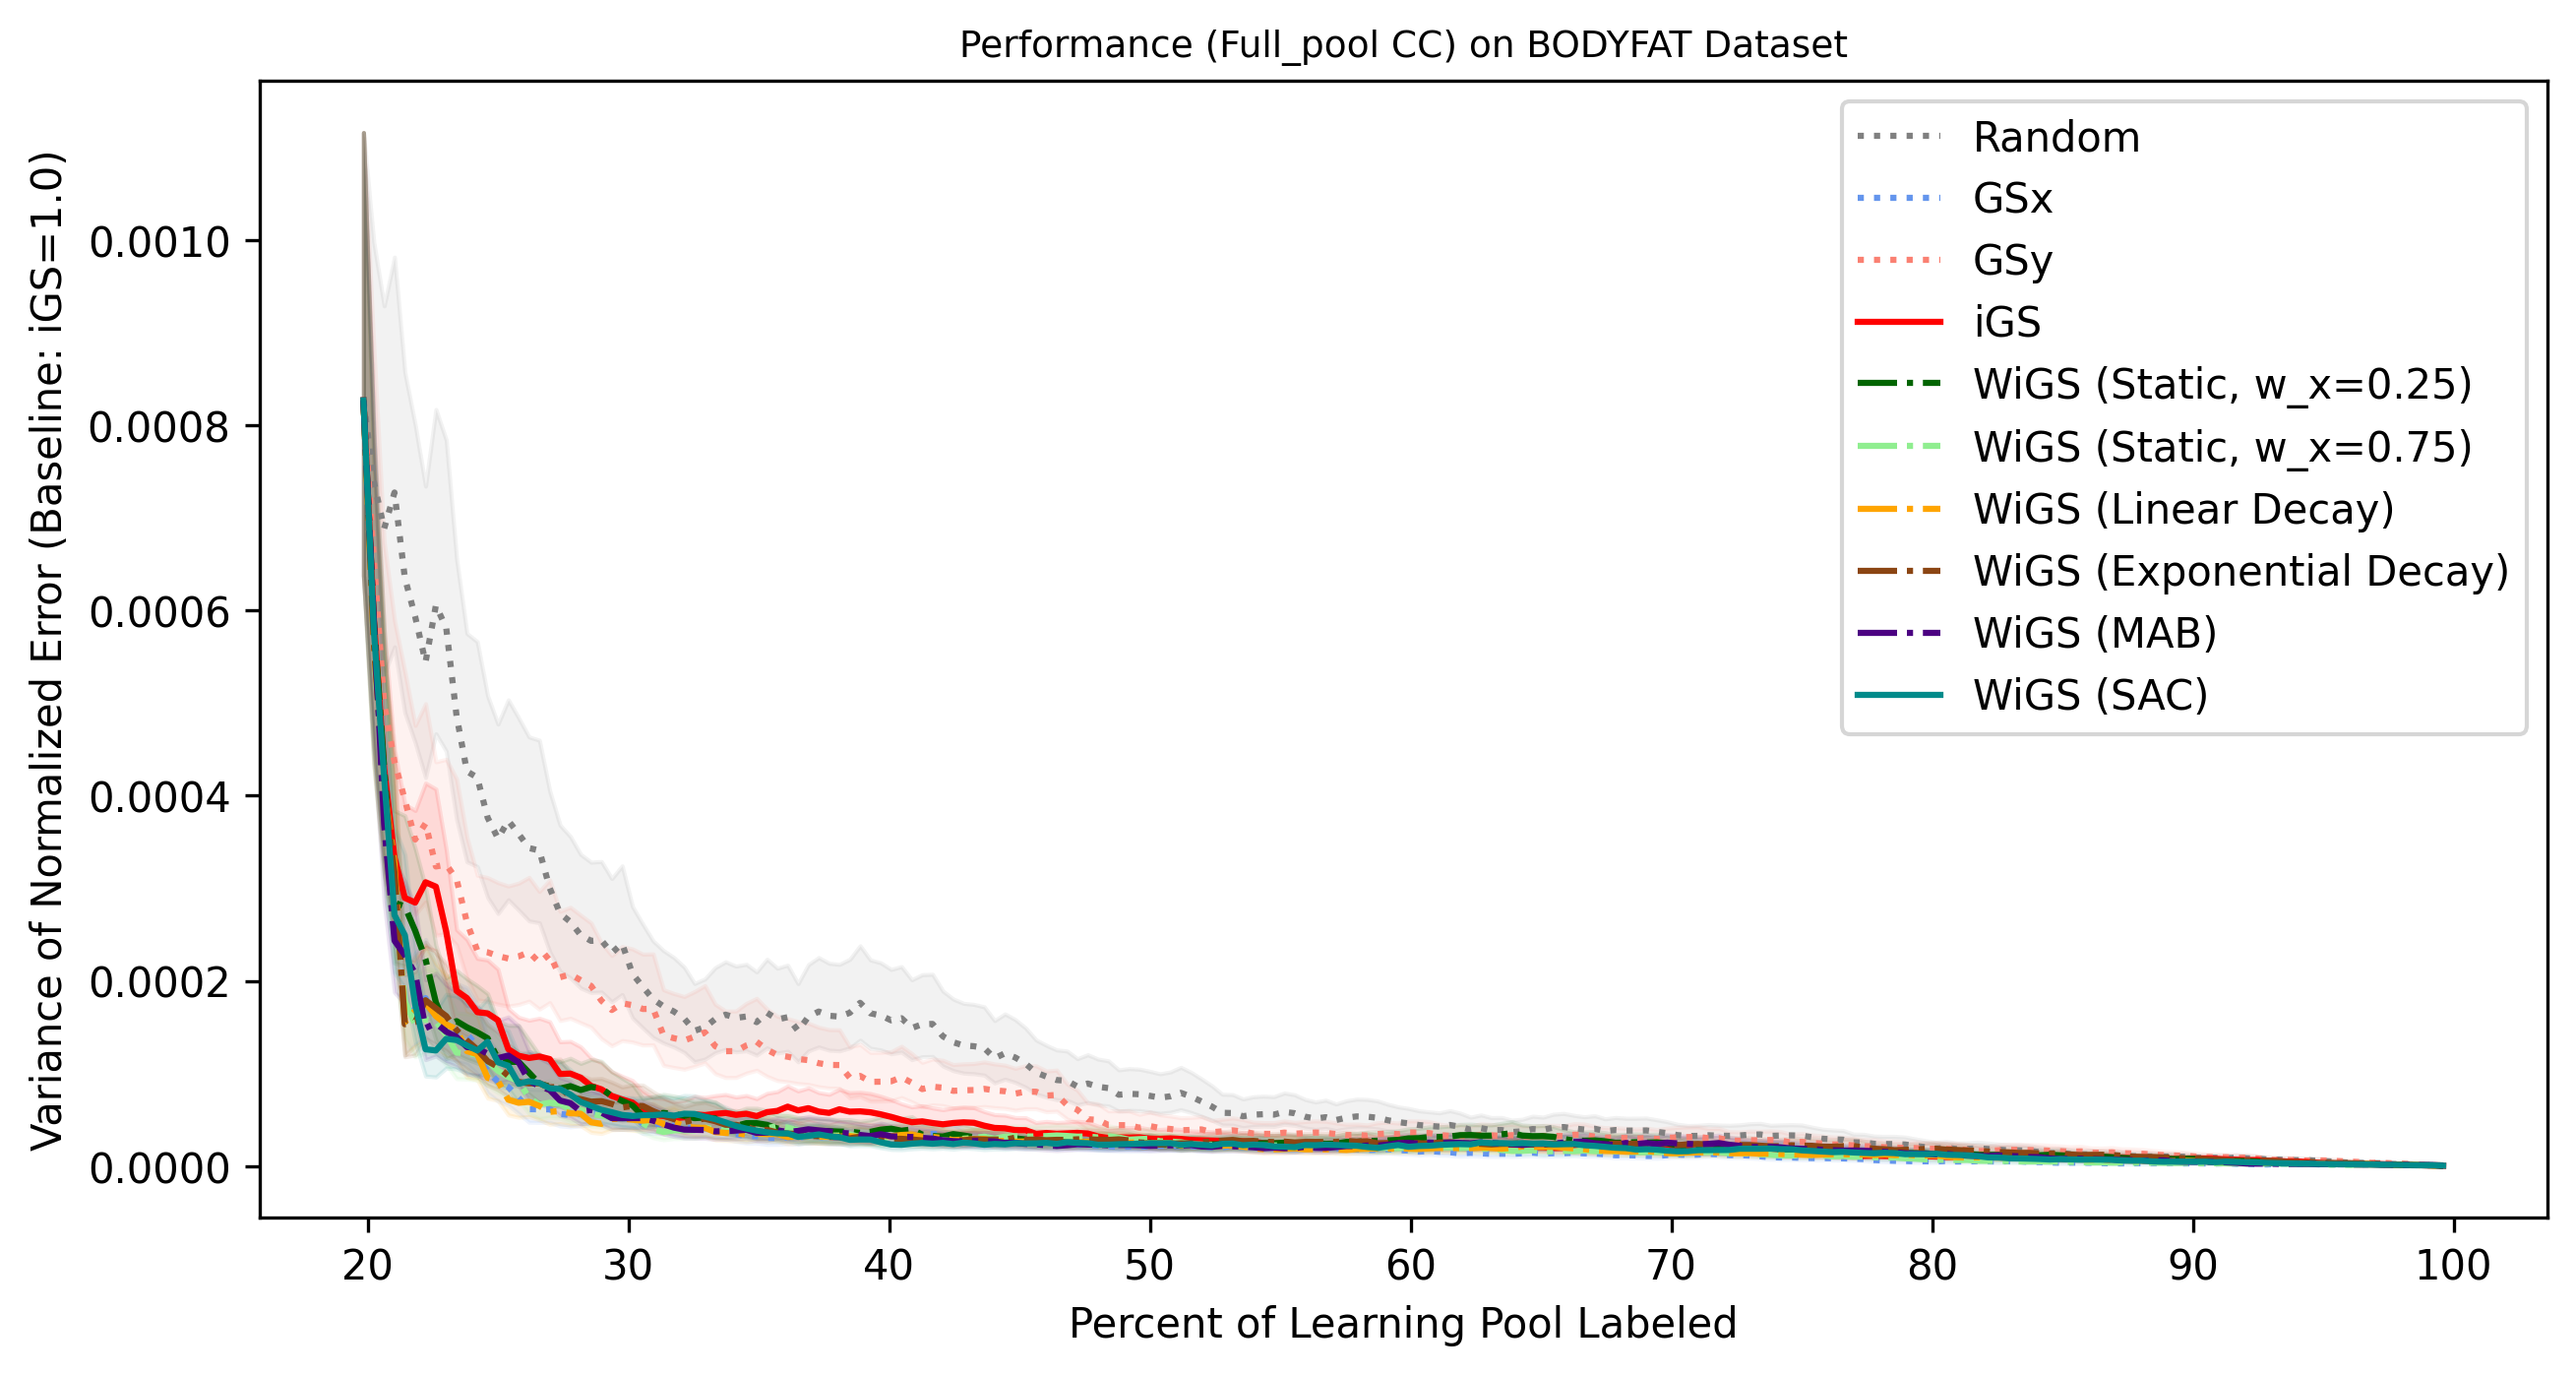 Performance (Full_pool CC) on BODYFAT Dataset
Variance of Normalized Error (Baseline: iGS=1.0)
0.0010
0.0008
0.0006
0.0004
0.0002
0.0000
Random
GSx
GSy
iGS
WiGS (Static, w_x=0.25)
WiGS (Static, w_x=0.75)
WiGS (Linear Decay)
WiGS (Exponential Decay)
WiGS (MAB)
WiGS (SAC)
20 30 40 50 60 70 80 90 100
Percent of Learning Pool Labeled